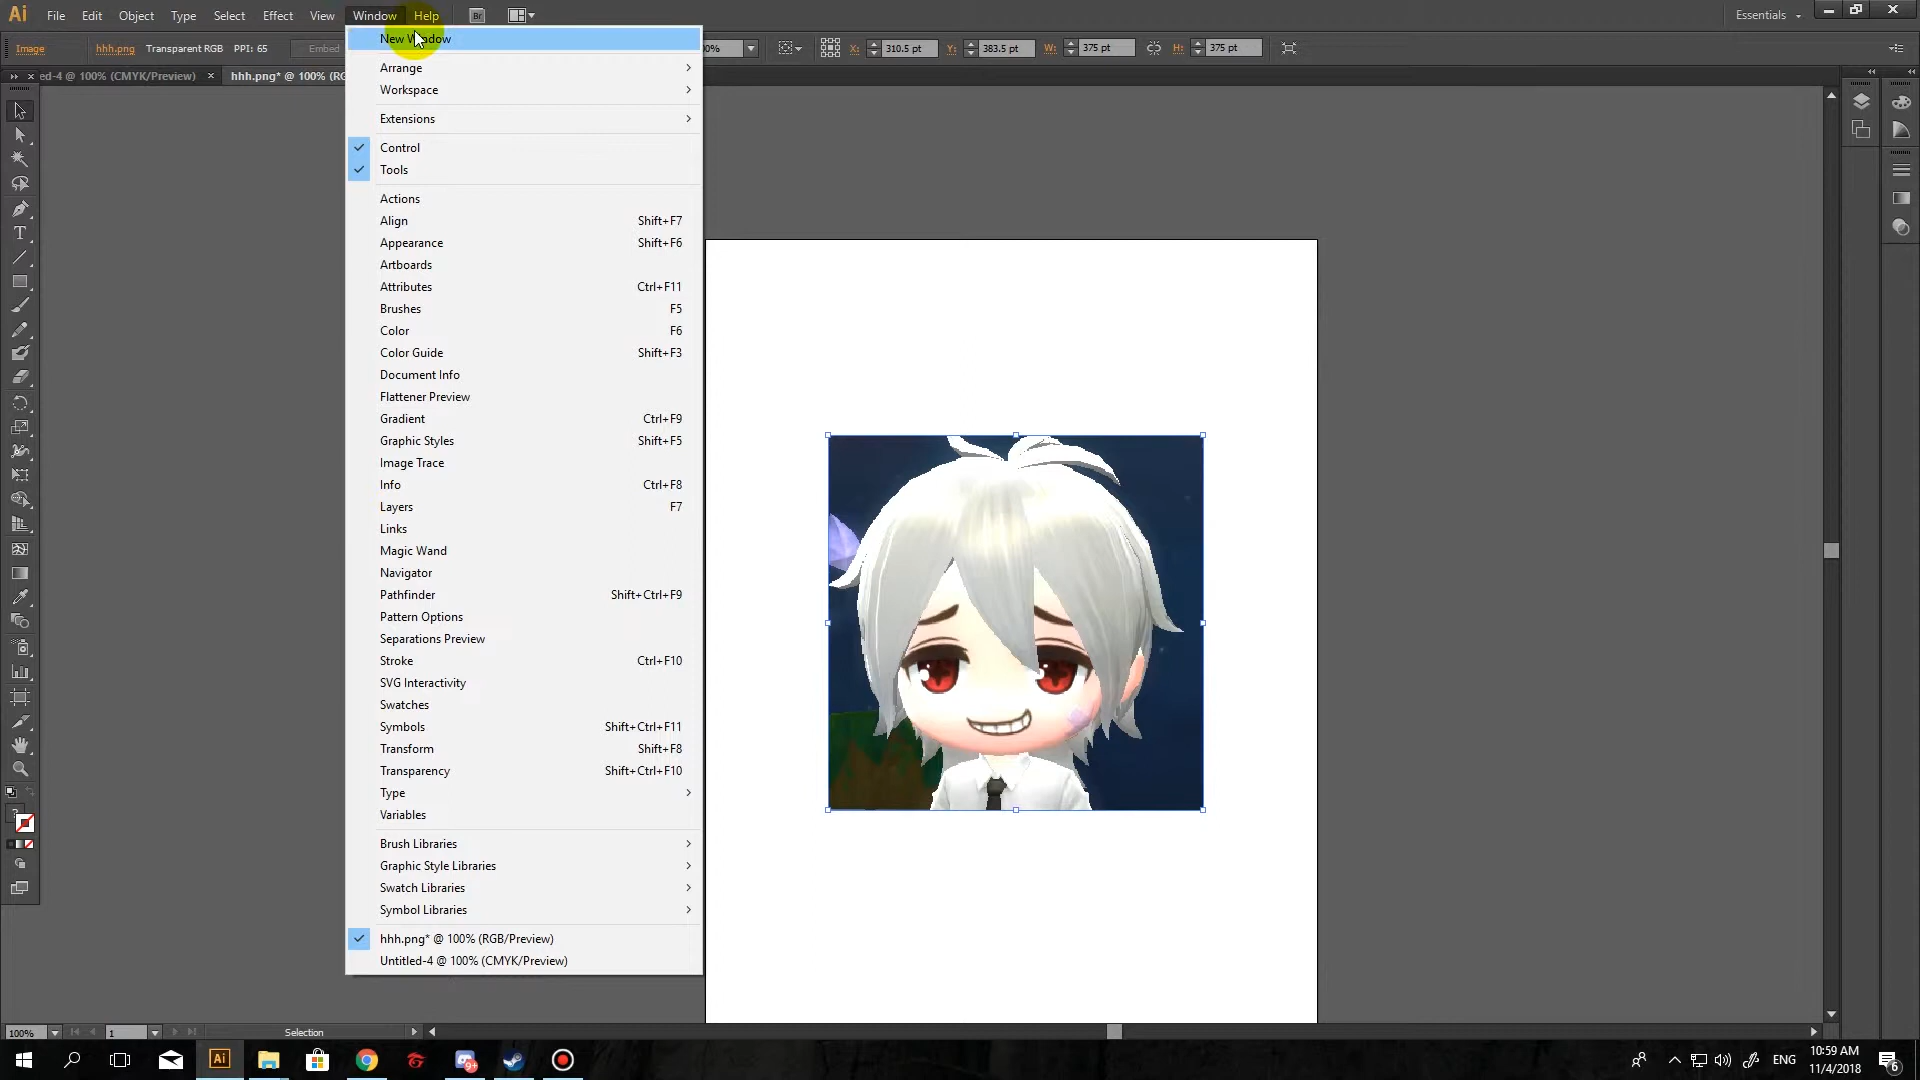 Ai File Edit Object Type Select Effect View Window Help Br Essentials
Image hhh.png Transparent RGB PPI: 65 Embed 00% X: 310.5 pt Y: 383.5 pt W: 375 pt H: 375 pt
ed-4 @ 100% (CMYK/Preview) × hhh.png* @ 100% (RG
New Window
Arrange
Workspace
Extensions
Control
Tools
Actions
Align Shift+F7
Appearance Shift+F6
Artboards
Attributes Ctrl+F11
Brushes F5
Color F6
Color Guide Shift+F3
Document Info
Flattener Preview
Gradient Ctrl+F9
Graphic Styles Shift+F5
Image Trace
Info Ctrl+F8
Layers F7
Links
Magic Wand
Navigator
Pathfinder Shift+Ctrl+F9
Pattern Options
Separations Preview
Stroke Ctrl+F10
SVG Interactivity
Swatches
Symbols Shift+Ctrl+F11
Transform Shift+F8
Transparency Shift+Ctrl+F10
Type
Variables
Brush Libraries
Graphic Style Libraries
Swatch Libraries
Symbol Libraries
hhh.png* @ 100% (RGB/Preview)
Untitled-4 @ 100% (CMYK/Preview)
100% 1 Selection
Ai 9+ ENG 10:59 AM
11/4/2018 6